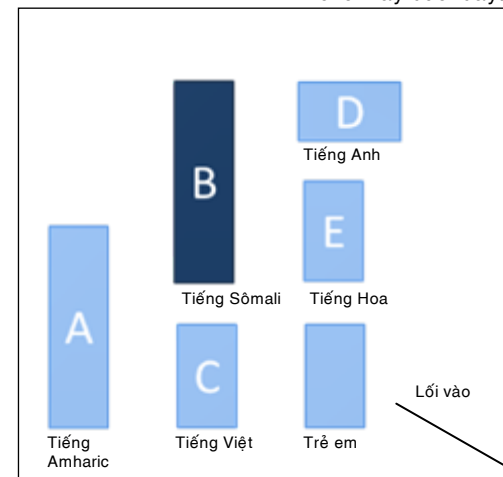 D
Tiếng Anh
B
E
Tiếng Sômali
Tiếng Hoa
A
C
Lối vào
Tiếng
Amharic
Tiếng Việt
Trẻ em